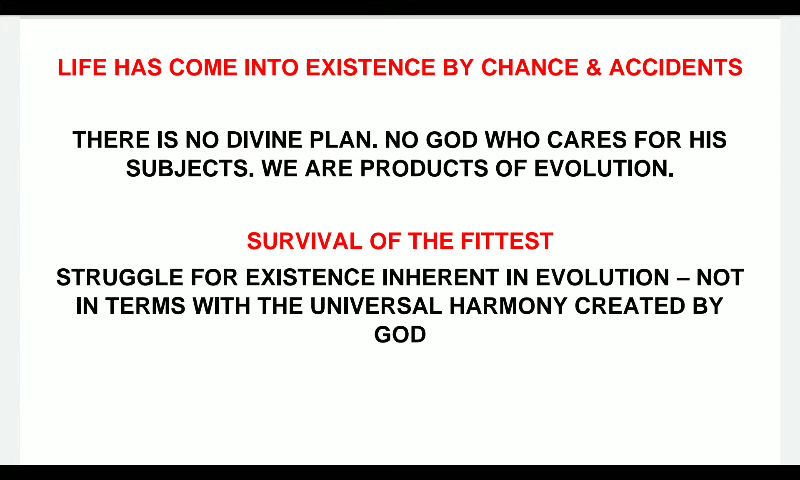 LIFE HAS COME INTO EXISTENCE BY CHANCE & ACCIDENTS
THERE IS NO DIVINE PLAN. NO GOD WHO CARES FOR HIS
SUBJECTS. WE ARE PRODUCTS OF EVOLUTION.
SURVIVAL OF THE FITTEST
STRUGGLE FOR EXISTENCE INHERENT IN EVOLUTION – NOT
IN TERMS WITH THE UNIVERSAL HARMONY CREATED BY
GOD